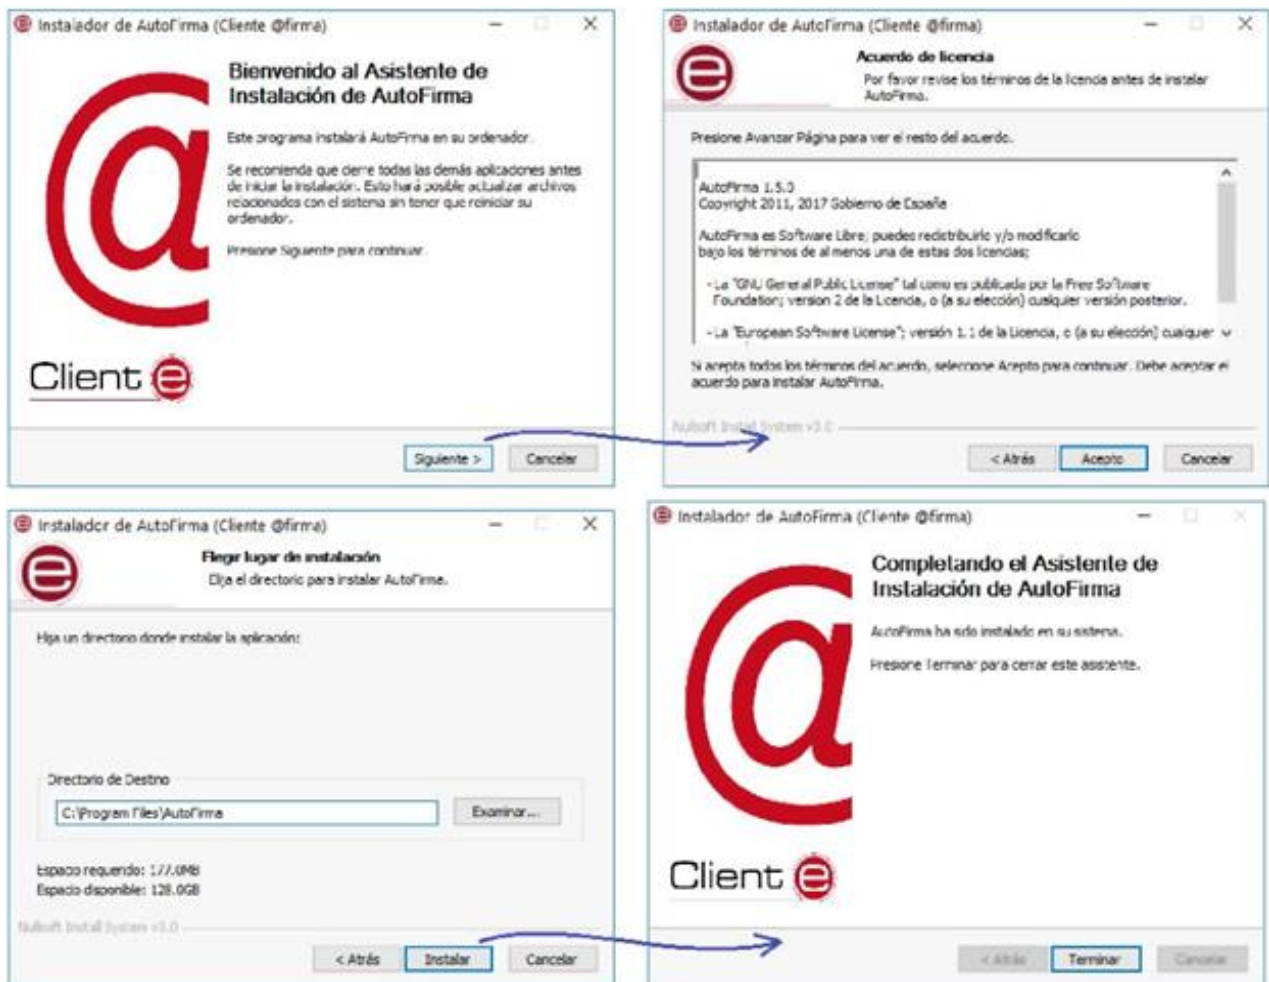 Instalador de AutoFirma (Cliente @firma)
Bienvenido al Asistente de
Instalación de AutoFirma
Este programa instalará AutoFirma en su ordenador.
Se recomienda que cierre todas las demás aplicaciones antes
de iniciar la instalación. Esto hará posible actualizar archivos
relacionados con el sistema sin tener que reiniciar su
ordenador.
Presione Siguiente para continuar.
Client e
Siguiente >
Cancelar
Instalador de AutoFirma (Cliente @firma)
e
Acuerdo de licencia
Por favor revise los términos de la licencia antes de instalar
AutoFirma.
Presione Avanzar Página para ver el resto del acuerdo.
AutoFirma 1.5.0
Copyright 2011, 2017 Gobierno de España
AutoFirma es Software Libre; puedes redistribuirlo y/o modificarlo
bajo los términos de al menos una de estas dos licencias;
- La "GNU General Public License" tal como es publicada por la Free Software
Foundation; version 2 de la Licencia, o (a su elección) cualquier versión posterior.
- La "European Software License"; versión 1.1 de la Licencia, o (a su elección) cualquier
Si acepta todos los términos del acuerdo, seleccione Acepto para continuar. Debe aceptar el
acuerdo para instalar AutoFirma.
Nullsoft Install System v3.0
< Atrás
Acepto
Cancelar
Instalador de AutoFirma (Cliente @firma)
e
Elegir lugar de instalación
Elija el directorio para instalar AutoFirma.
Elija un directorio donde instalar la aplicación:
Directorio de Destino
C:\Program Files\AutoFirma
Examinar...
Espacio requerido: 177.0MB
Espacio disponible: 128.0GB
Nullsoft Install System v3.0
< Atrás
Instalar
Cancelar
Instalador de AutoFirma (Cliente @firma)
Completando el Asistente de
Instalación de AutoFirma
AutoFirma ha sido instalado en su sistema.
Presione Terminar para cerrar este asistente.
Client e
< Atrás
Terminar
Cancelar